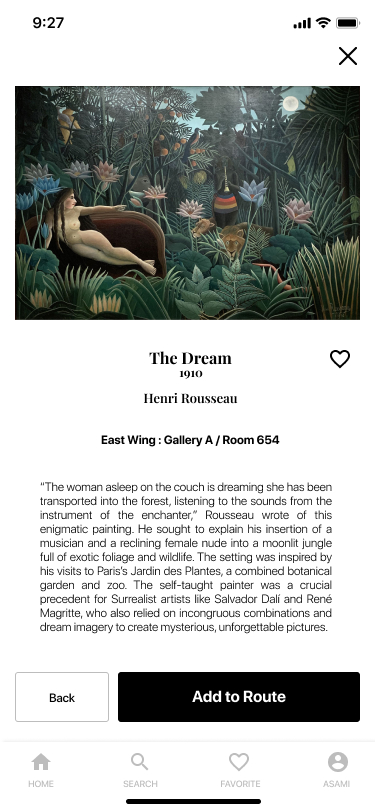 9:27
The Dream
1910
Henri Rousseau
East Wing : Gallery A / Room 654
“The woman asleep on the couch is dreaming she has been
transported into the forest, listening to the sounds from the
instrument of the enchanter,” Rousseau wrote of this
enigmatic painting. He sought to explain his insertion of a
musician and a reclining female nude into a moonlit jungle
full of exotic foliage and wildlife. The setting was inspired by
his visits to Paris’s Jardin des Plantes, a combined botanical
garden and zoo. The self-taught painter was a crucial
precedent for Surrealist artists like Salvador Dalí and René
Magritte, who also relied on incongruous combinations and
dream imagery to create mysterious, unforgettable pictures.
Back
Add to Route
HOME
SEARCH
FAVORITE
ASAMI